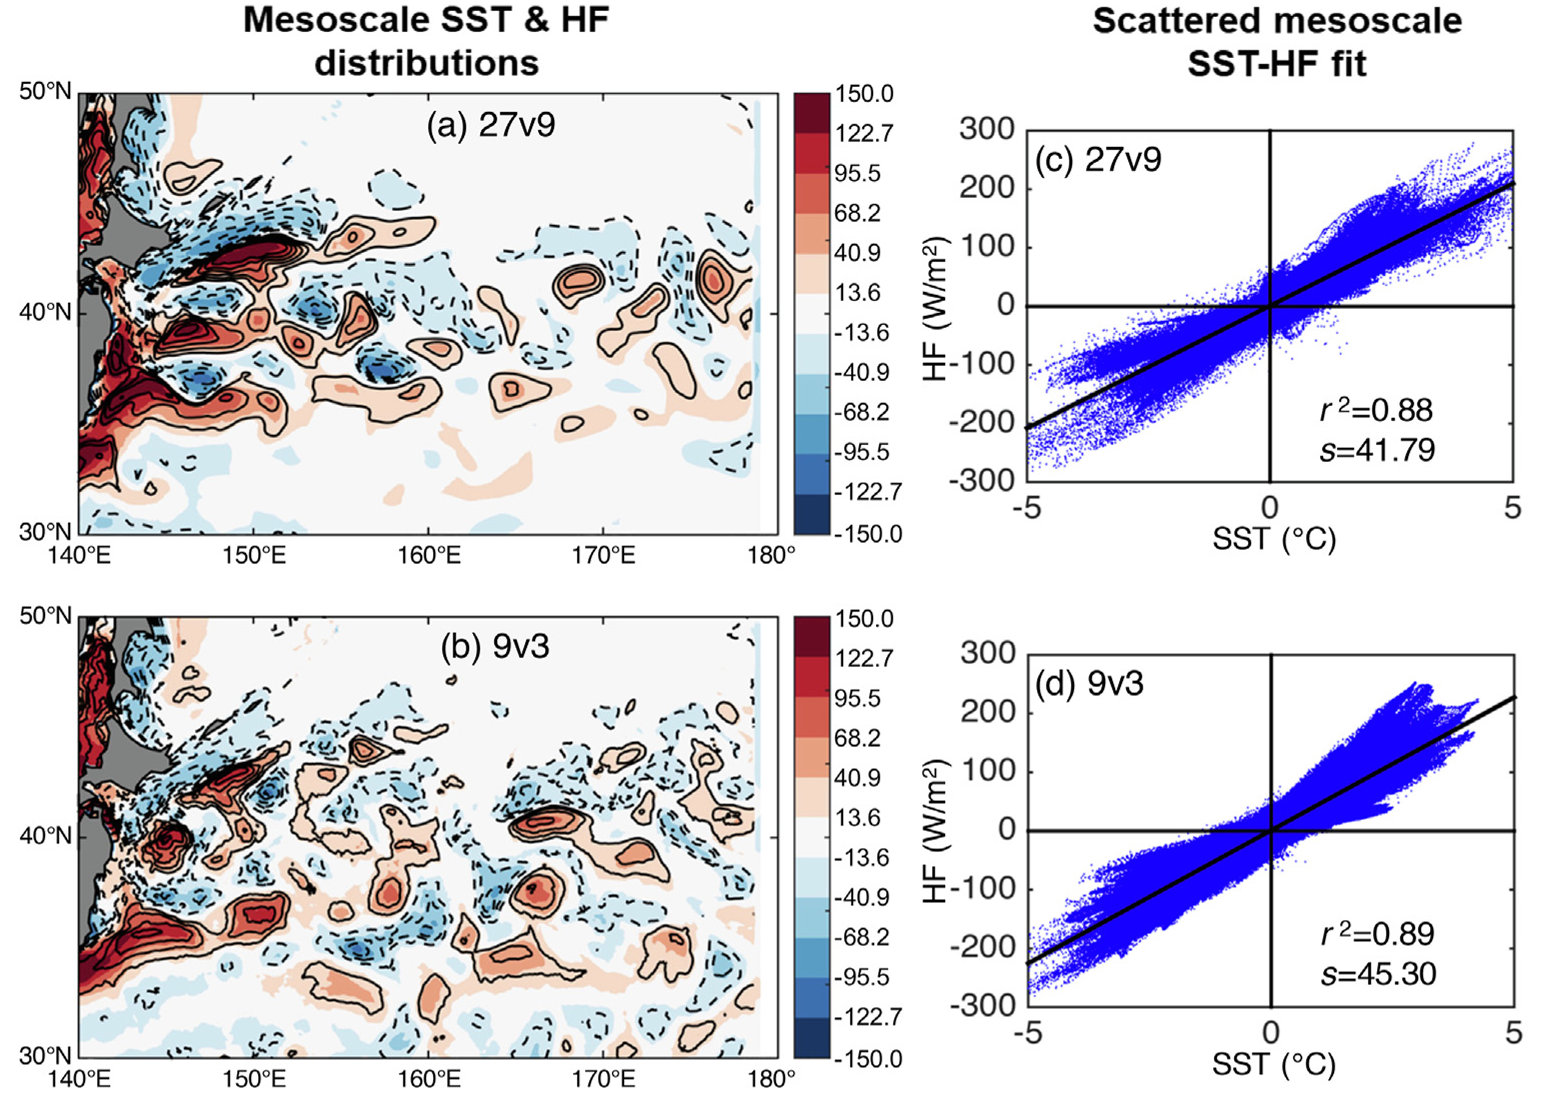 Mesoscale SST & HF
distributions
Scattered mesoscale
SST-HF fit
50°N
40°N
30°N
140°E 150°E 160°E 170°E 180°
(a) 27v9
150.0
122.7
95.5
68.2
40.9
13.6
-13.6
-40.9
-68.2
-95.5
-122.7
-150.0
(c) 27v9
HF (W/m2)
300
200
100
0
-100
-200
-300
r2=0.88
s=41.79
-5 0 5
SST (°C)
50°N
40°N
30°N
140°E 150°E 160°E 170°E 180°
(b) 9v3
150.0
122.7
95.5
68.2
40.9
13.6
-13.6
-40.9
-68.2
-95.5
-122.7
-150.0
(d) 9v3
HF (W/m2)
300
200
100
0
-100
-200
-300
r2=0.89
s=45.30
-5 0 5
SST (°C)